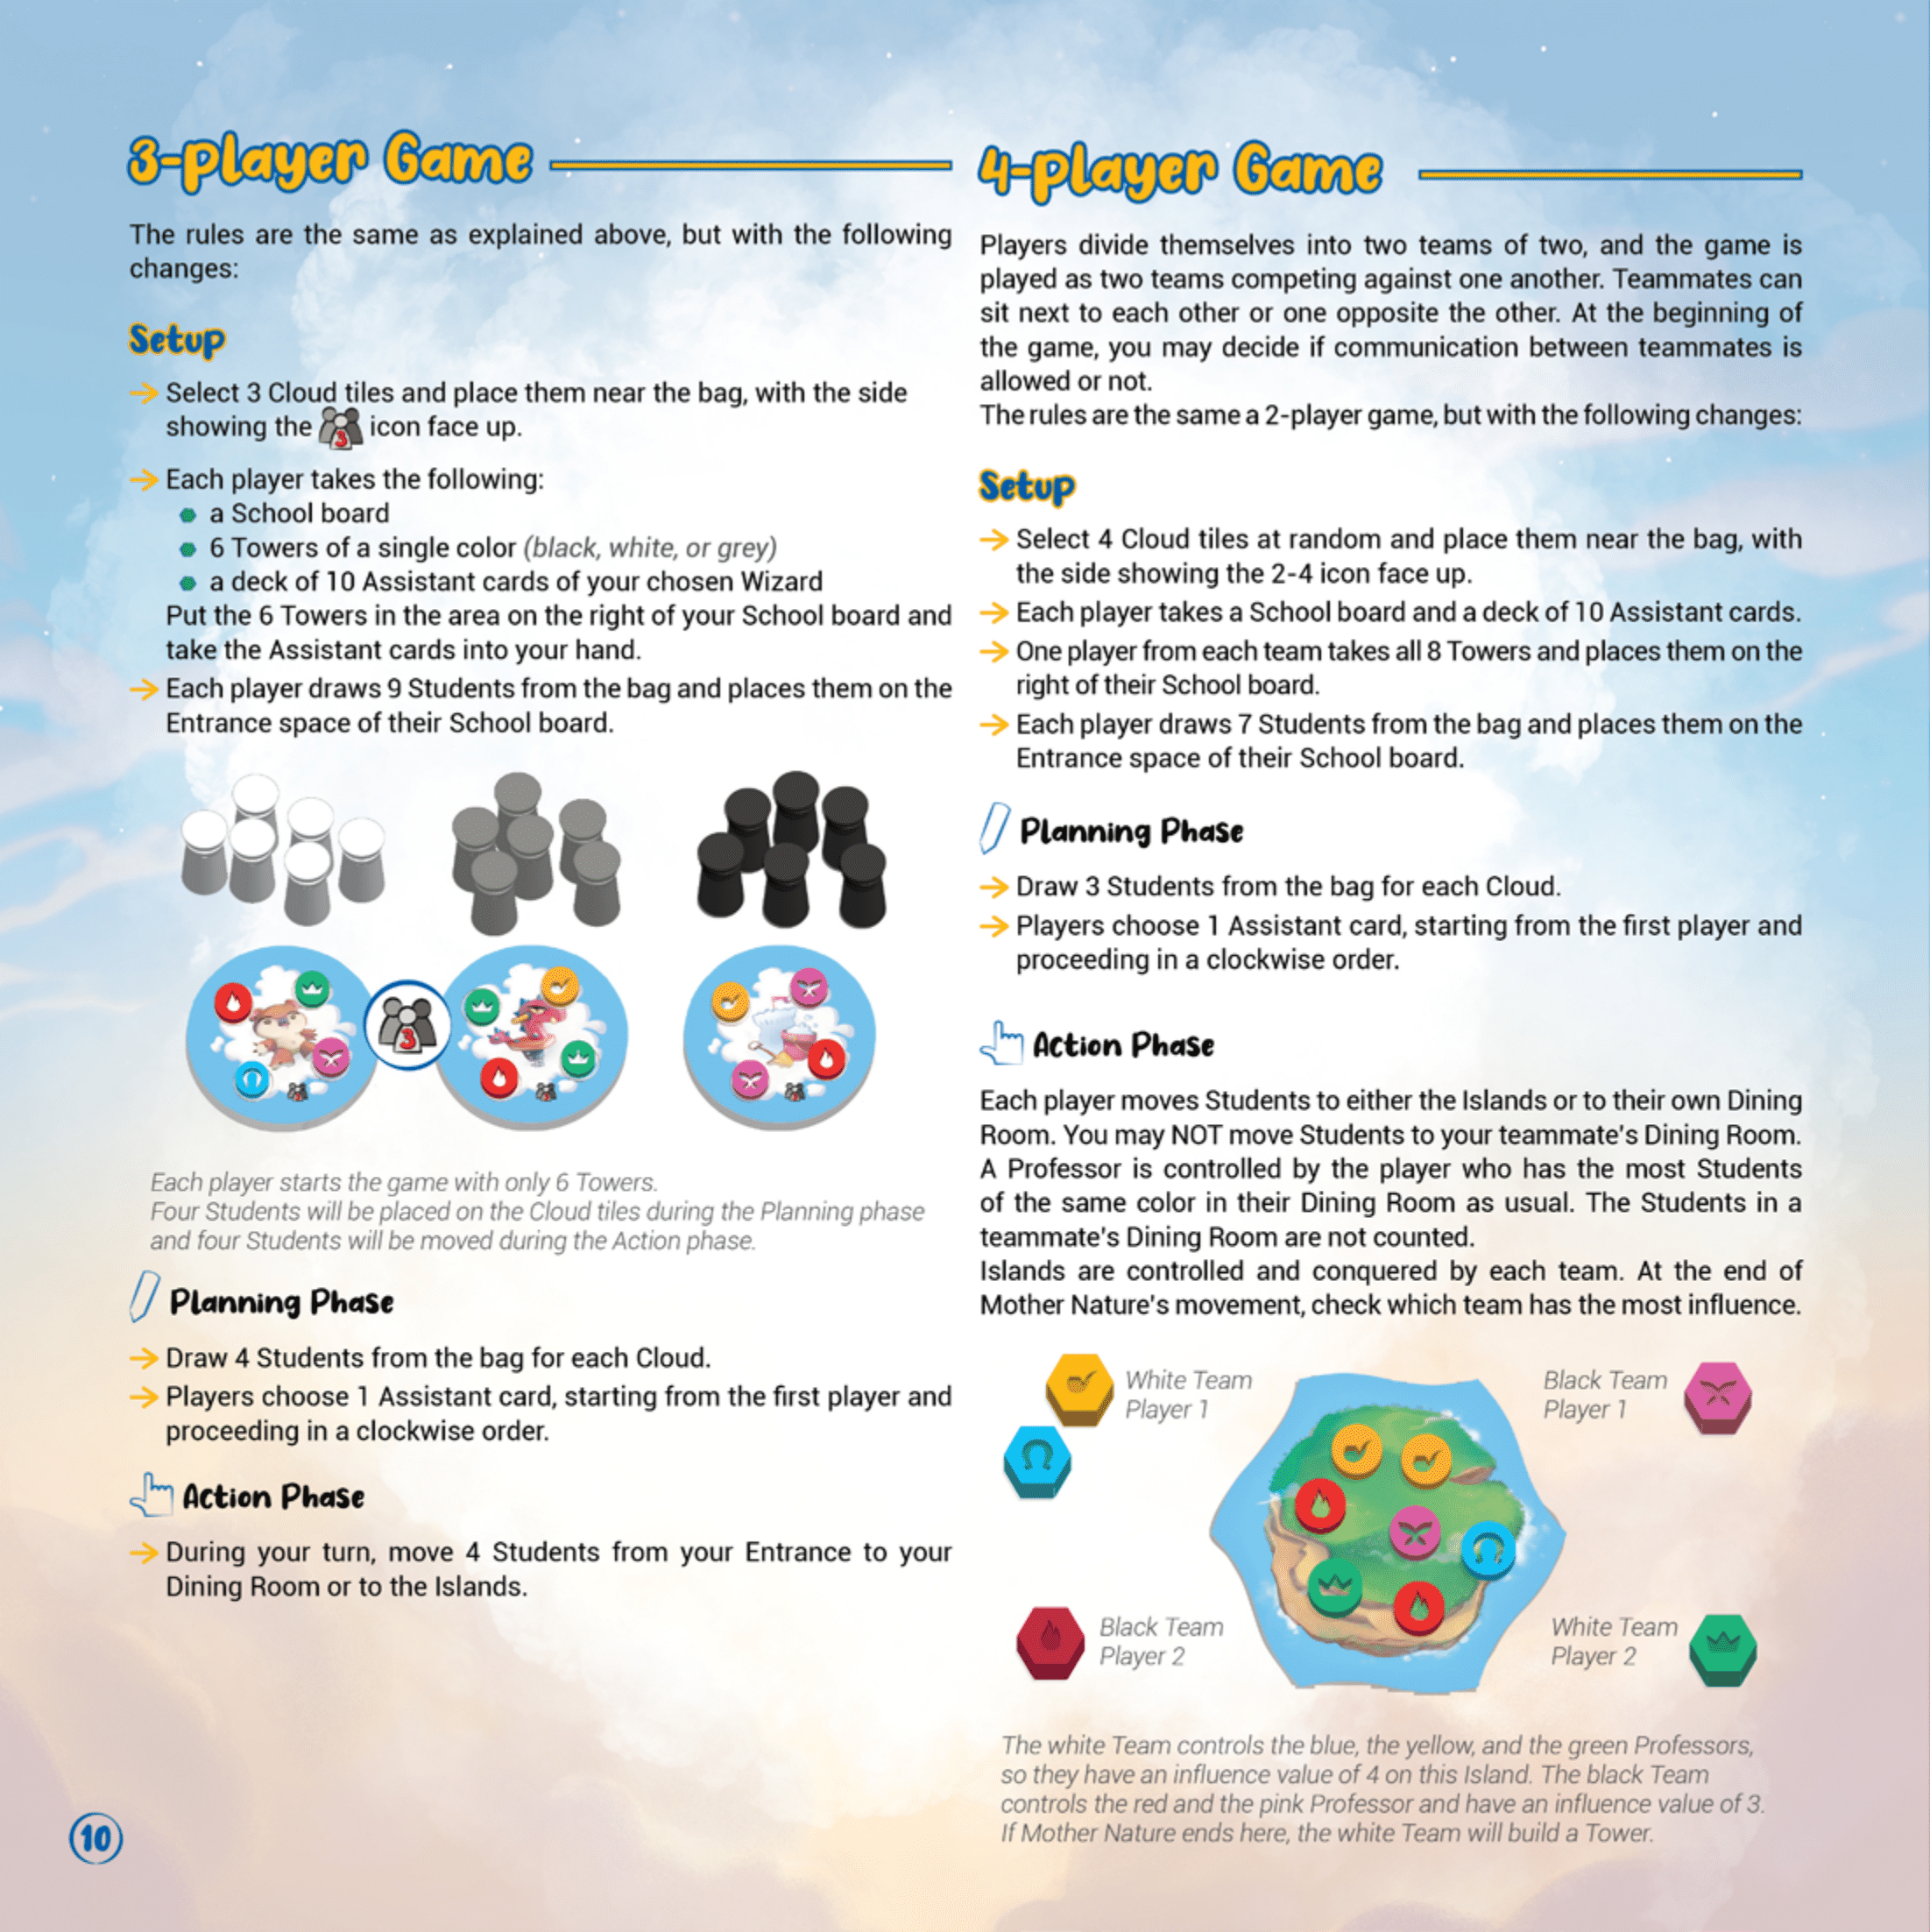 3-player Game
The rules are the same as explained above, but with the following
changes:
Setup
Select 3 Cloud tiles and place them near the bag, with the side
showing the 3 icon face up.
Each player takes the following:
a School board
6 Towers of a single color (black, white, or grey)
a deck of 10 Assistant cards of your chosen Wizard
Put the 6 Towers in the area on the right of your School board and
take the Assistant cards into your hand.
Each player draws 9 Students from the bag and places them on the
Entrance space of their School board.
3
Each player starts the game with only 6 Towers.
Four Students will be placed on the Cloud tiles during the Planning phase
and four Students will be moved during the Action phase.
Planning Phase
Draw 4 Students from the bag for each Cloud.
Players choose 1 Assistant card, starting from the first player and
proceeding in a clockwise order.
Action Phase
During your turn, move 4 Students from your Entrance to your
Dining Room or to the Islands.
10
4-player Game
Players divide themselves into two teams of two, and the game is
played as two teams competing against one another. Teammates can
sit next to each other or one opposite the other. At the beginning of
the game, you may decide if communication between teammates is
allowed or not.
The rules are the same a 2-player game, but with the following changes:
Setup
Select 4 Cloud tiles at random and place them near the bag, with
the side showing the 2-4 icon face up.
Each player takes a School board and a deck of 10 Assistant cards.
One player from each team takes all 8 Towers and places them on the
right of their School board.
Each player draws 7 Students from the bag and places them on the
Entrance space of their School board.
Planning Phase
Draw 3 Students from the bag for each Cloud.
Players choose 1 Assistant card, starting from the first player and
proceeding in a clockwise order.
Action Phase
Each player moves Students to either the Islands or to their own Dining
Room. You may NOT move Students to your teammate's Dining Room.
A Professor is controlled by the player who has the most Students
of the same color in their Dining Room as usual. The Students in a
teammate's Dining Room are not counted.
Islands are controlled and conquered by each team. At the end of
Mother Nature's movement, check which team has the most influence.
White Team
Player 1
Black Team
Player 1
Black Team
Player 2
White Team
Player 2
The white Team controls the blue, the yellow, and the green Professors,
so they have an influence value of 4 on this Island. The black Team
controls the red and the pink Professor and have an influence value of 3.
If Mother Nature ends here, the white Team will build a Tower.